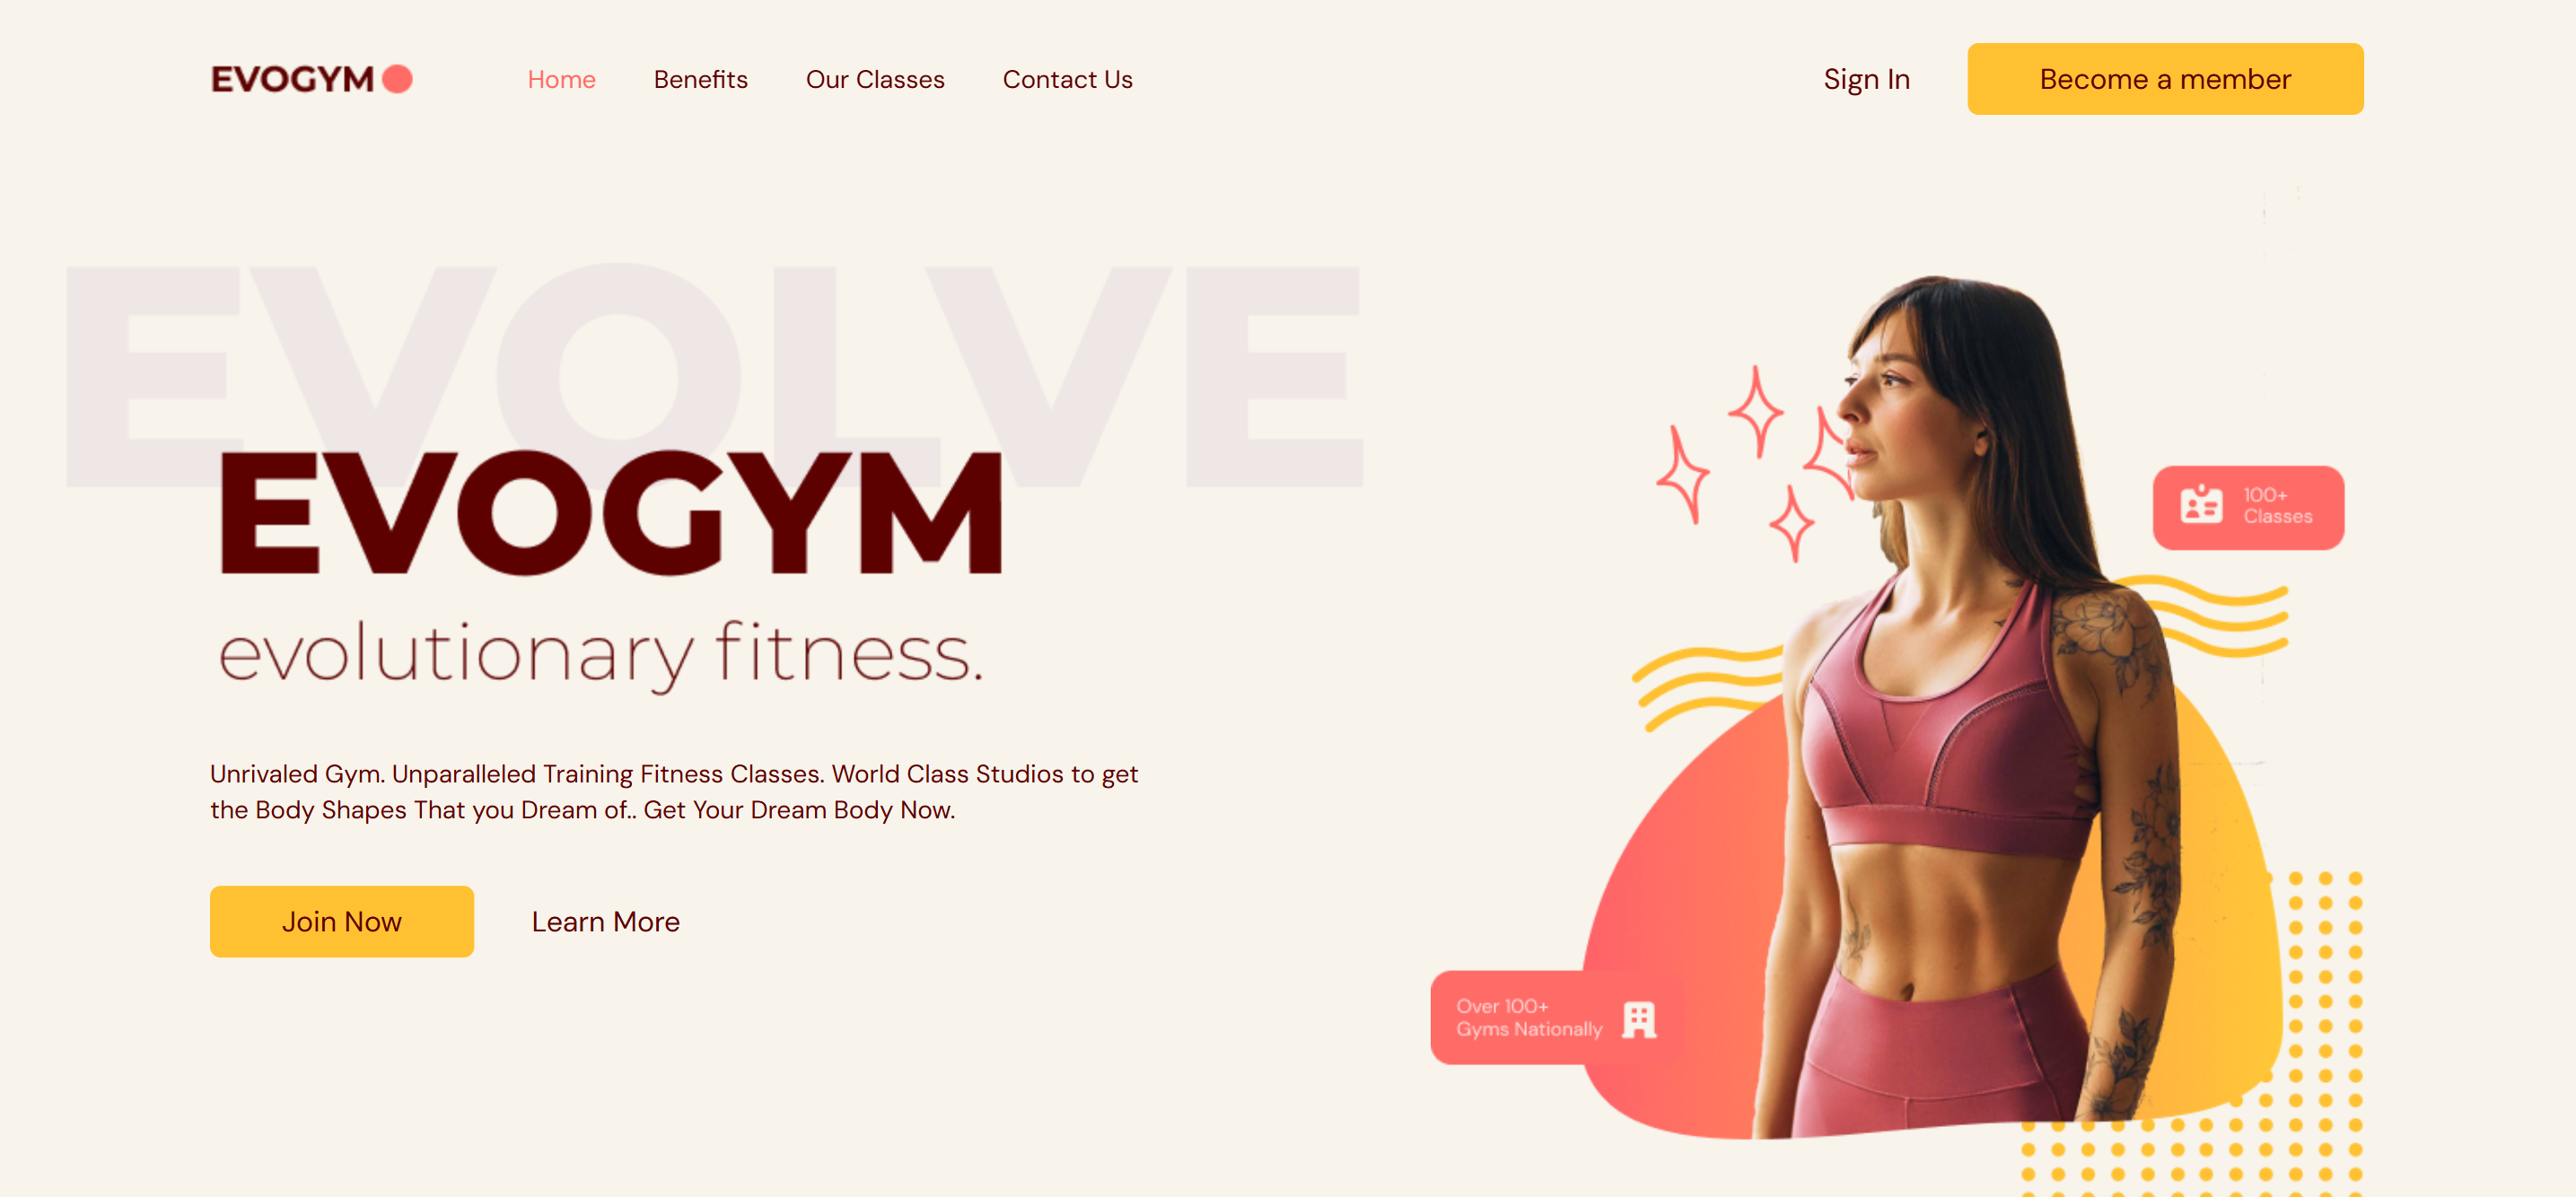 EVOGYM
Home
Benefits
Our Classes
Contact Us
Sign In
Become a member
EVOLVE
EVOGYM
evolutionary fitness.
Unrivaled Gym. Unparalleled Training Fitness Classes. World Class Studios to get
the Body Shapes That you Dream of.. Get Your Dream Body Now.
Join Now
Learn More
100+
Classes
Over 100+
Gyms Nationally